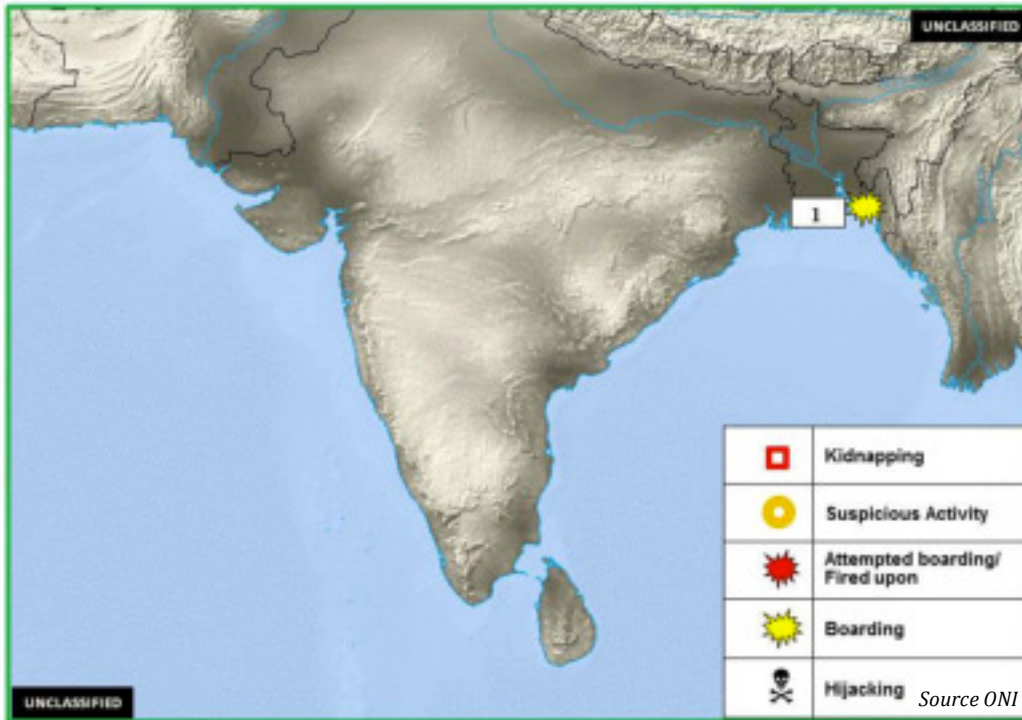 UNCLASSIFIED
1
Kidnapping
Suspicious Activity
Attempted boarding/
Fired upon
Boarding
Hijacking
Source ONI
UNCLASSIFIED